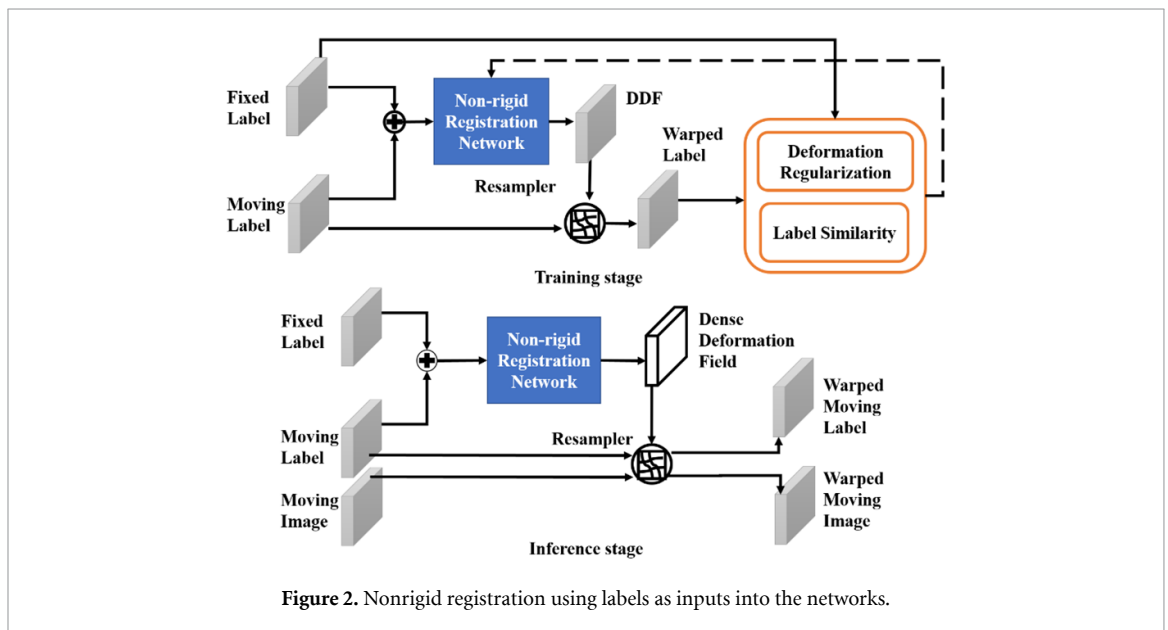 Fixed
Label
Non-rigid
Registration
Network
DDF
Warped
Label
Deformation
Regularization
Moving
Label
Resampler
Label Similarity
Training stage
Fixed
Label
Non-rigid
Registration
Network
Dense
Deformation
Field
Warped
Moving
Label
Moving
Label
Resampler
Moving
Image
Warped
Moving
Image
Inference stage
Figure 2. Nonrigid registration using labels as inputs into the networks.